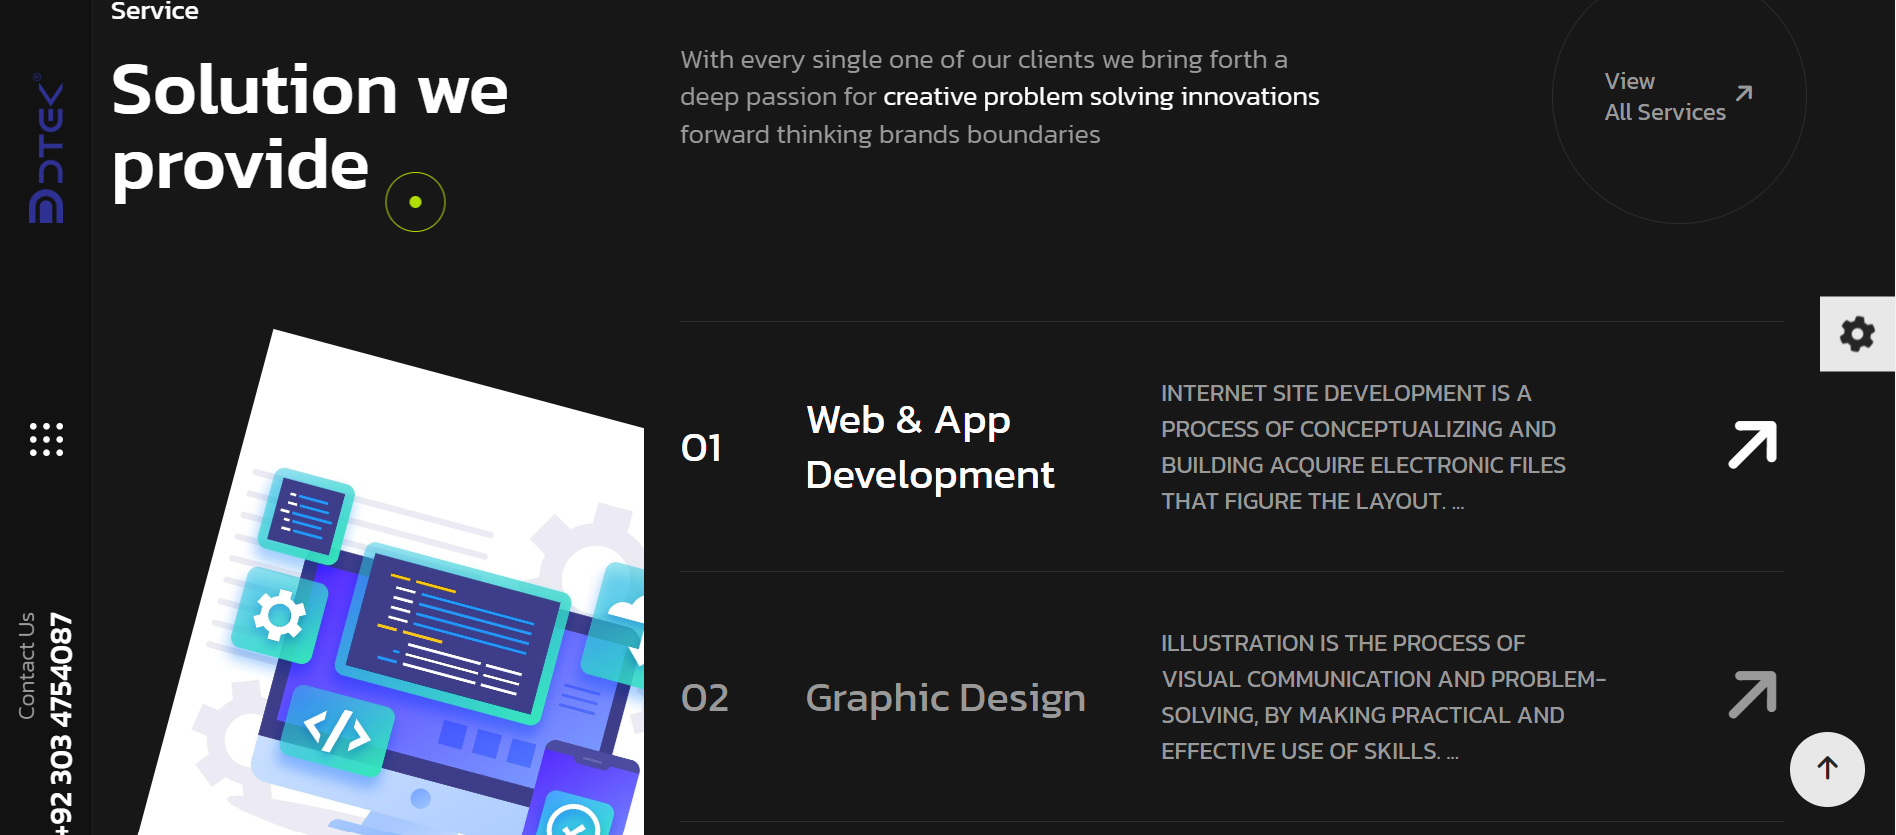 Service
Solution we
provide
With every single one of our clients we bring forth a
deep passion for creative problem solving innovations
forward thinking brands boundaries
View
All Services
DTEK®
Contact Us
+92 303 4754087
01
Web & App
Development
INTERNET SITE DEVELOPMENT IS A
PROCESS OF CONCEPTUALIZING AND
BUILDING ACQUIRE ELECTRONIC FILES
THAT FIGURE THE LAYOUT. ...
</>
02
Graphic Design
ILLUSTRATION IS THE PROCESS OF
VISUAL COMMUNICATION AND PROBLEM-
SOLVING, BY MAKING PRACTICAL AND
EFFECTIVE USE OF SKILLS. ...